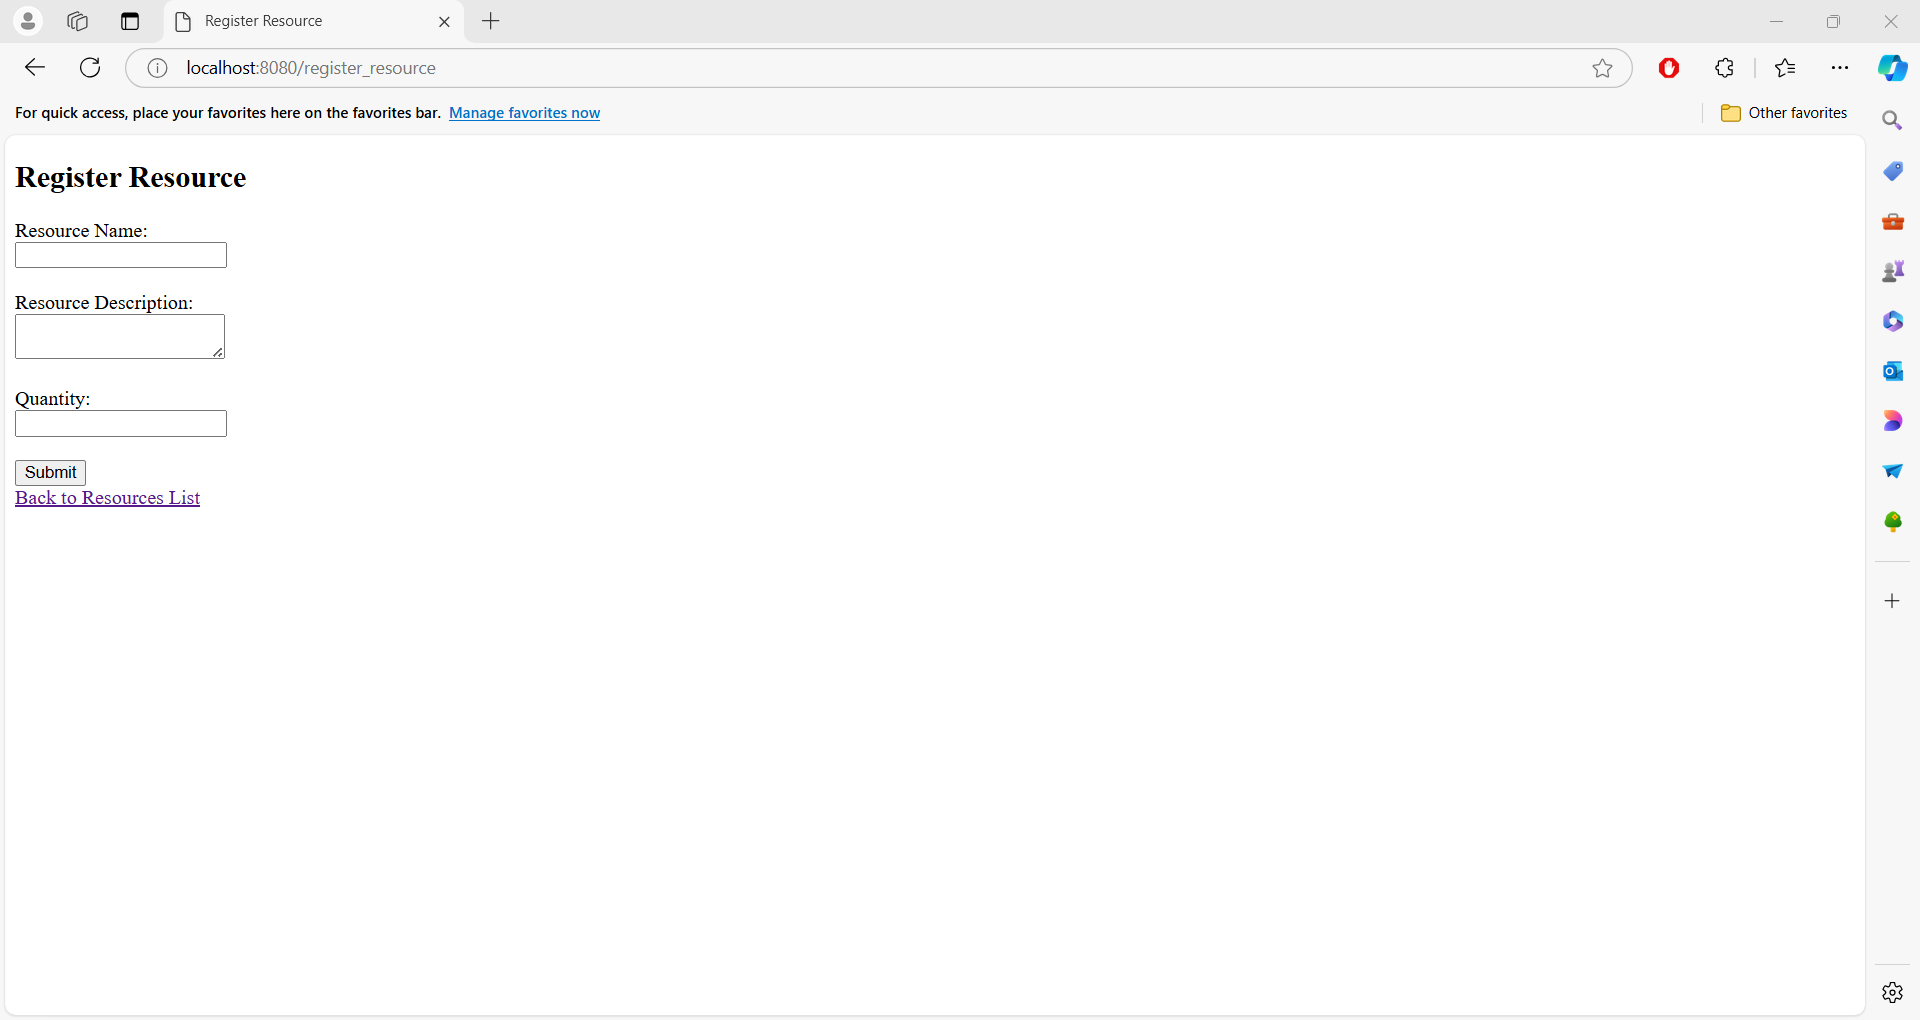 Register Resource
localhost:8080/register_resource
For quick access, place your favorites here on the favorites bar. Manage favorites now
Other favorites
Register Resource
Resource Name:
Resource Description:
Quantity:
Submit
Back to Resources List